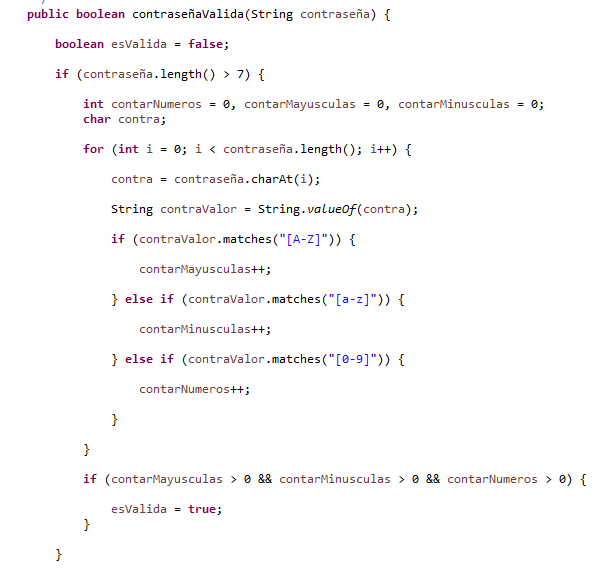 public boolean contraseñaValida(String contraseña) {
boolean esValida = false;
if (contraseña.length() > 7) {
int contarNumeros = 0, contarMayusculas = 0, contarMinusculas = 0;
char contra;
for (int i = 0; i < contraseña.length(); i++) {
contra = contraseña.charAt(i);
String contraValor = String.valueOf(contra);
if (contraValor.matches("[A-Z]")) {
contarMayusculas++;
} else if (contraValor.matches("[a-z]")) {
contarMinusculas++;
} else if (contraValor.matches("[0-9]")) {
contarNumeros++;
}
}
if (contarMayusculas > 0 && contarMinusculas > 0 && contarNumeros > 0) {
esValida = true;
}
}